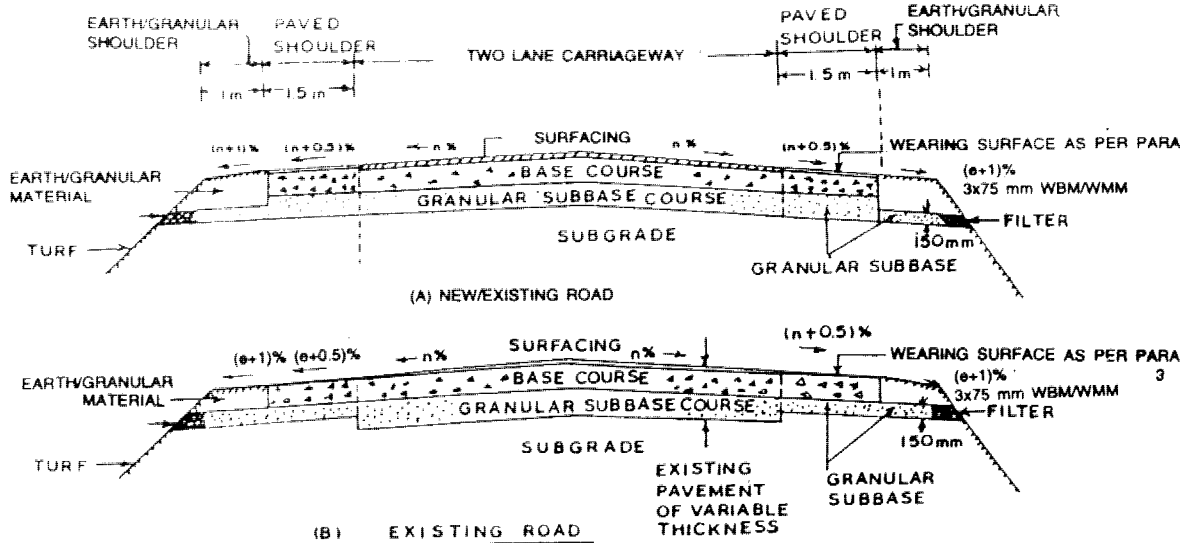 EARTH/GRANULAR
SHOULDER
PAVED
SHOULDER
TWO LANE CARRIAGEWAY
PAVED
SHOULDER
EARTH/GRANULAR
SHOULDER
1m
1.5m
1.5 m
1m
(n+1)%
(n+0.5)%
n%
SURFACING
n%
(n+0.5)%
WEARING SURFACE AS PER PARA
(e+1)%
3x75 mm WBM/WMM
EARTH/GRANULAR
MATERIAL
BASE COURSE
GRANULAR SUBBASE COURSE
FILTER
SUBGRADE
150mm
TURF
GRANULAR SUBBASE
(A) NEW/EXISTING ROAD
(e+1)%
(e+0.5)%
n%
SURFACING
n%
(n+0.5)%
WEARING SURFACE AS PER PARA
3
(e+1)%
3x75 mm WBM/WMM
EARTH/GRANULAR
MATERIAL
BASE COURSE
GRANULAR SUBBASE COURSE
FILTER
SUBGRADE
150mm
TURF
EXISTING
PAVEMENT
OF VARIABLE
THICKNESS
GRANULAR
SUBBASE
(B) EXISTING ROAD